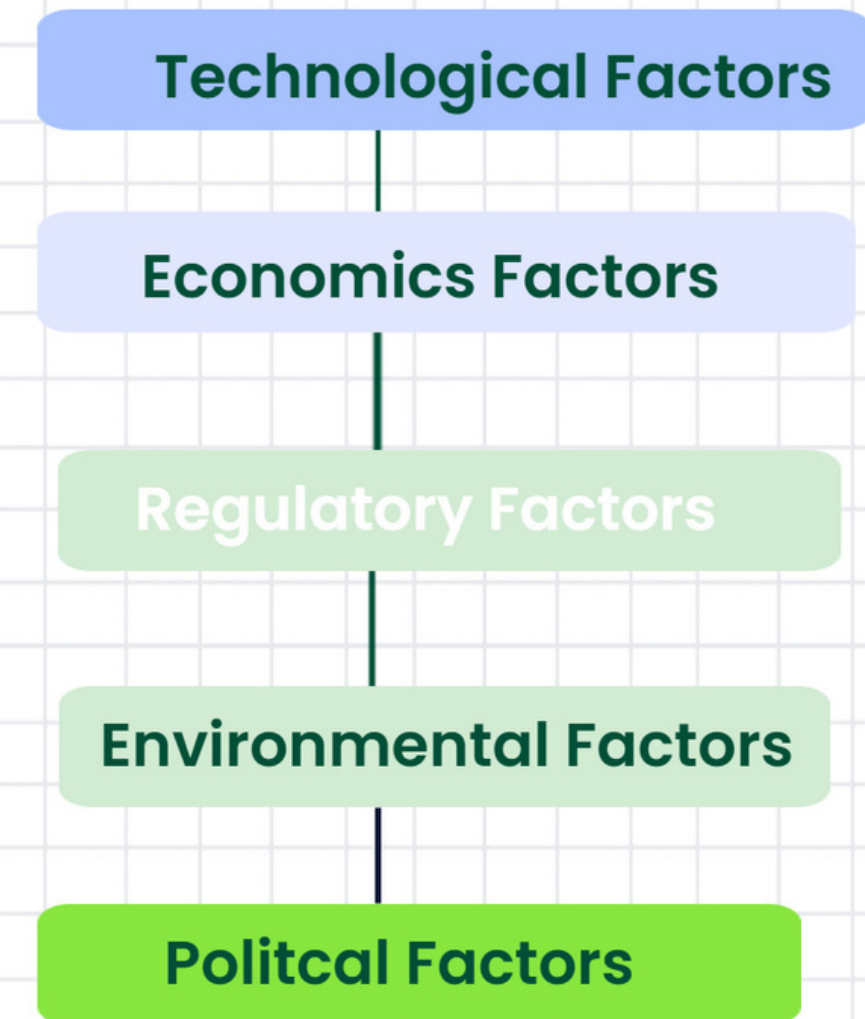 Technological Factors
Economics Factors
Regulatory Factors
Environmental Factors
Politcal Factors